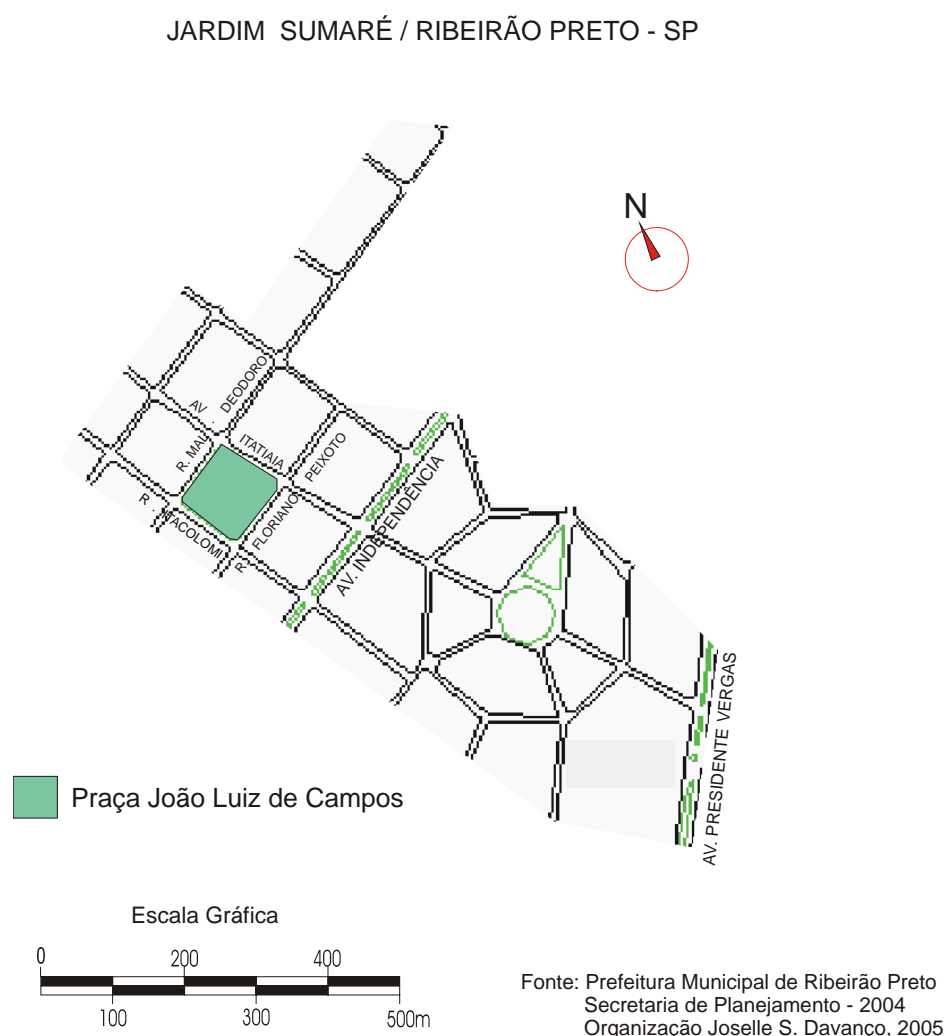 JARDIM SUMARÉ / RIBEIRÃO PRETO - SP
N
AV. DEODORO
R. MAL.
ITATIAIA
PEIXOTO
R. ITACOLOMI
R. FLORIANO
AV. INDEPENDÊNCIA
AV. PRESIDENTE VERGAS
Praça João Luiz de Campos
Escala Gráfica
0 200 400
100 300 500m
Fonte: Prefeitura Municipal de Ribeirão Preto
Secretaria de Planejamento - 2004
Organização Joselle S. Davanço, 2005